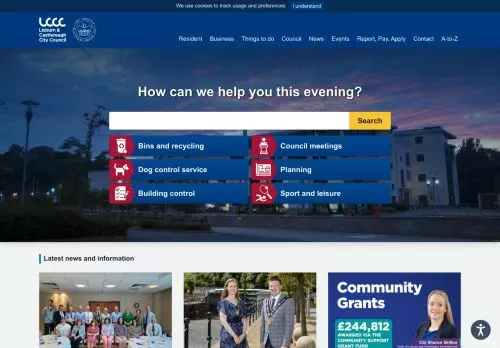 We use cookies to track usage and preferences I understand
LCCC
Lisburn &
Castlereagh
City Council
Resident Business Things to do Council News Events Report, Pay, Apply Contact A-to-Z
How can we help you this evening?
Search
Bins and recycling Council meetings
Dog control service Planning
Building control Sport and leisure
Latest news and information
Community
Grants
£244,812
AWARDED VIA THE
COMMUNITY SUPPORT
GRANT FUND
Cllr Sharon Skillen